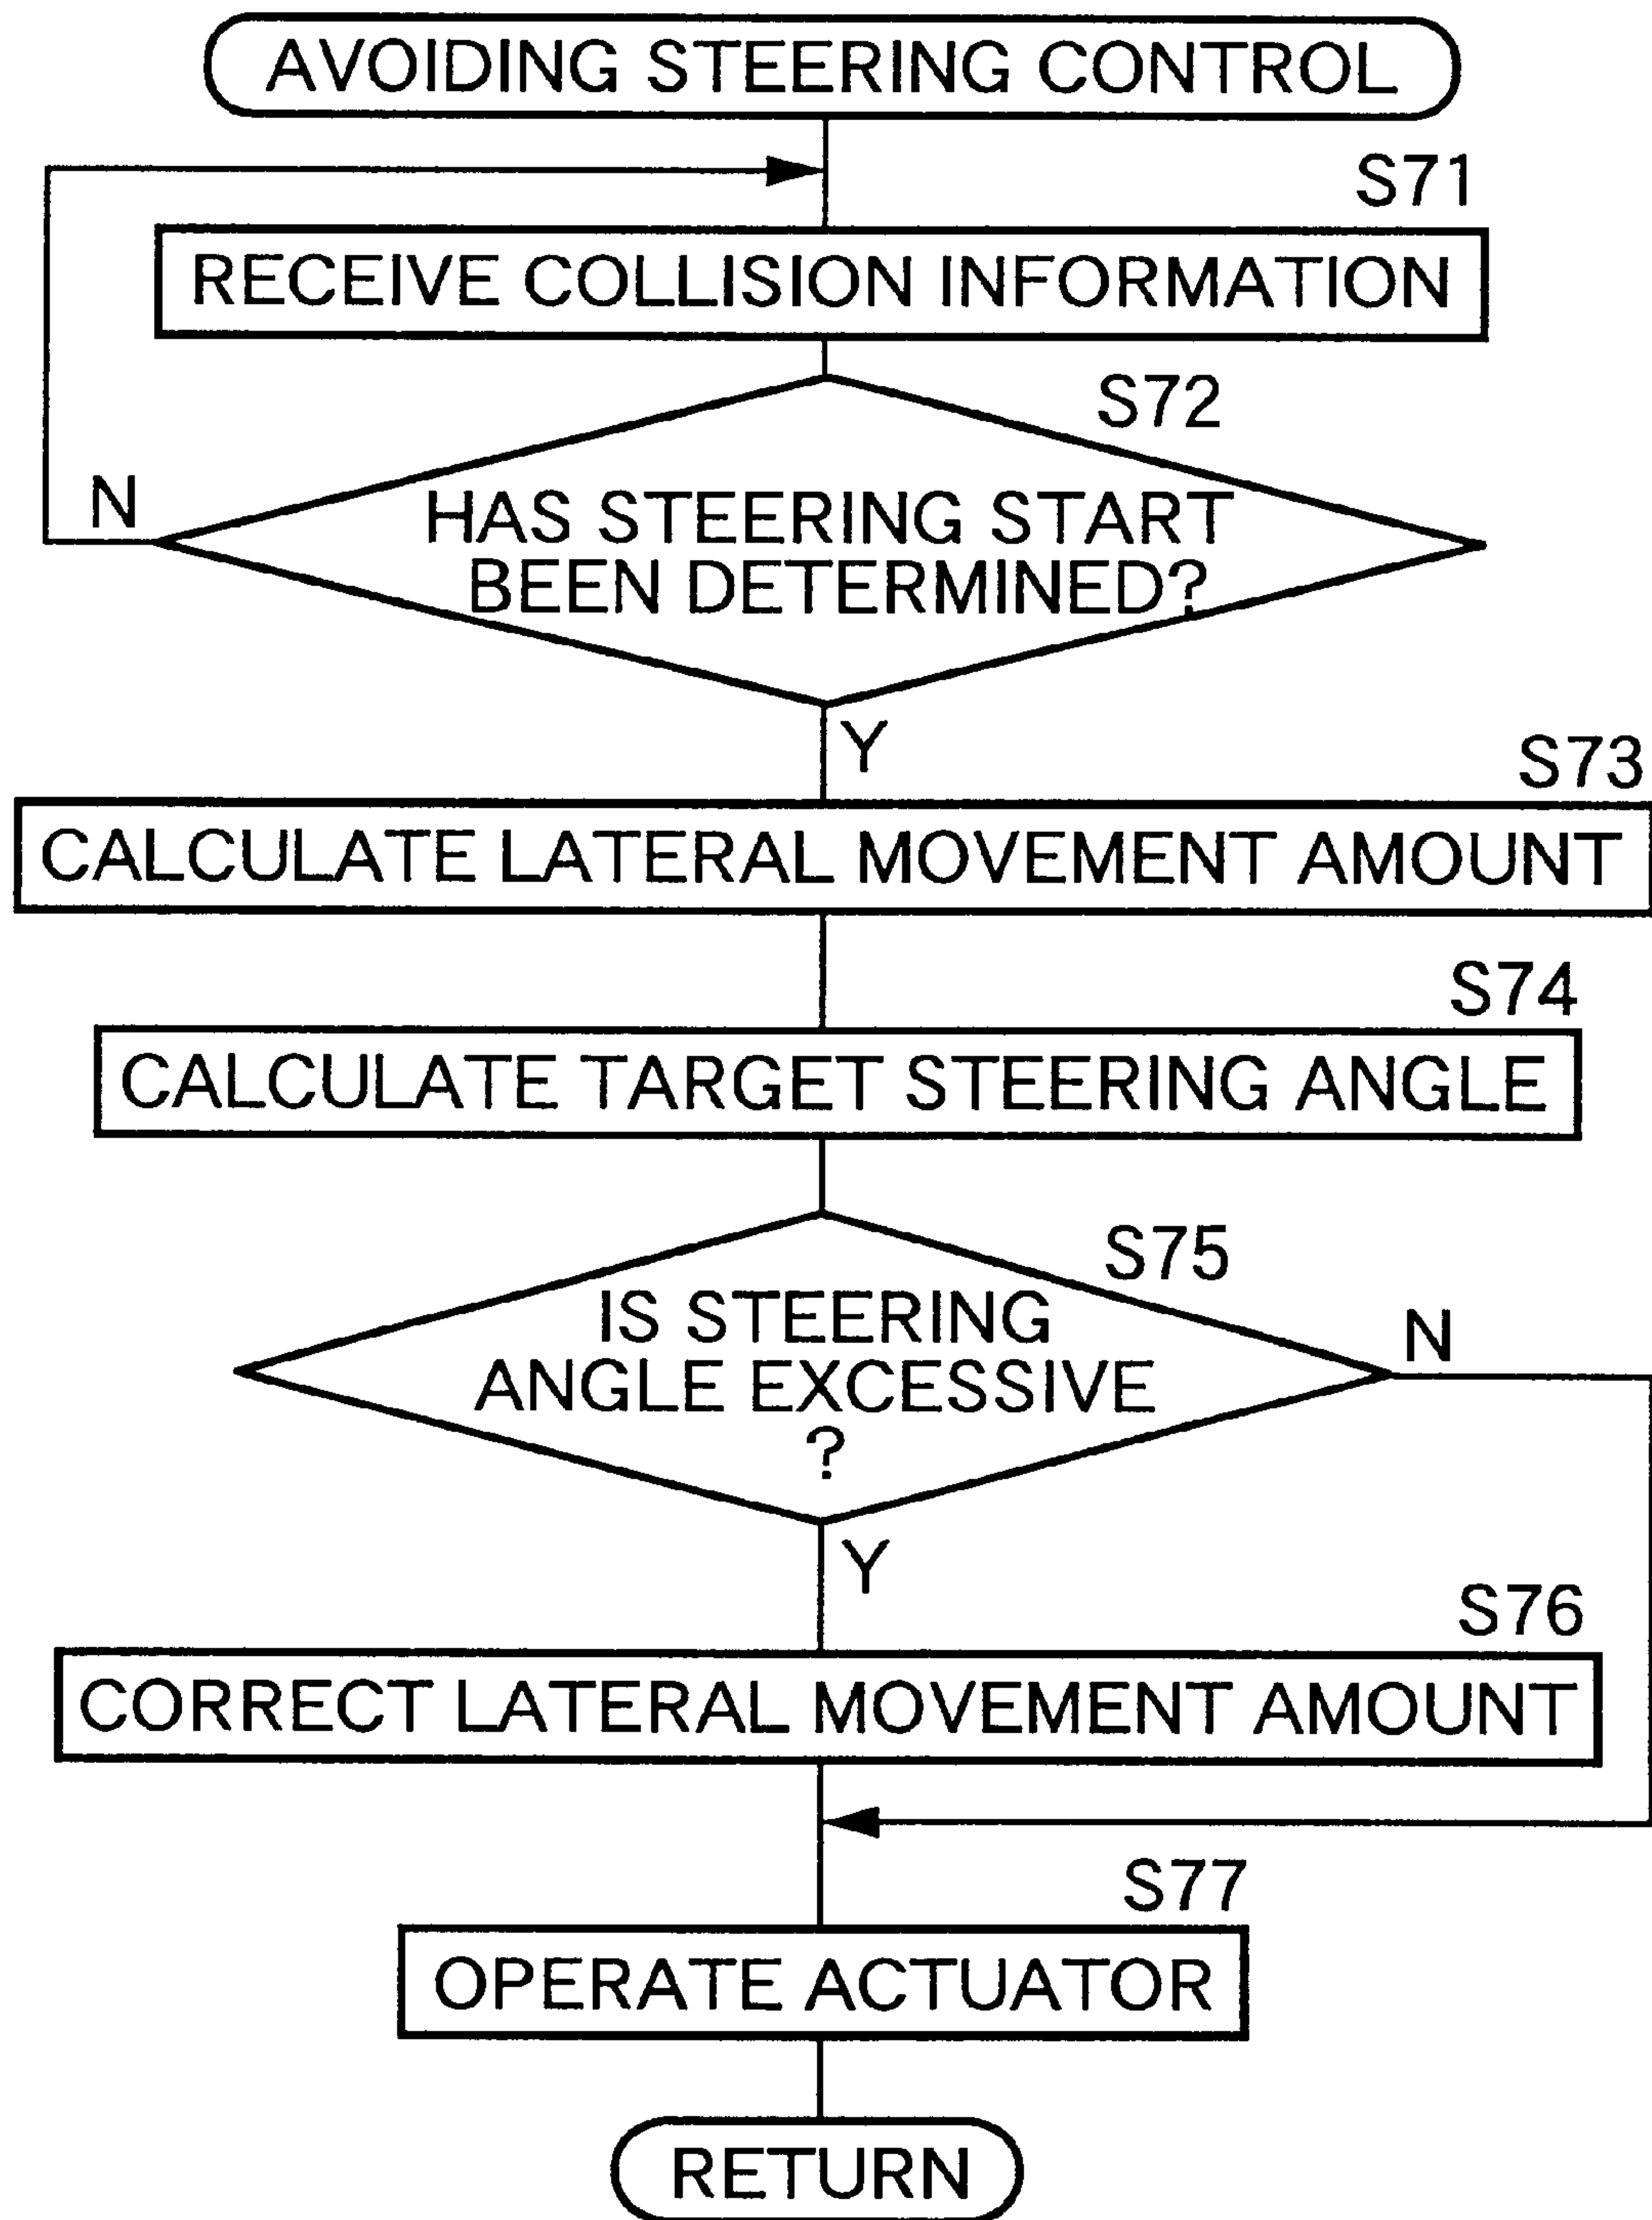 AVOIDING STEERING CONTROL
S71
RECEIVE COLLISION INFORMATION
S72
N
HAS STEERING START
BEEN DETERMINED?
Y
S73
CALCULATE LATERAL MOVEMENT AMOUNT
S74
CALCULATE TARGET STEERING ANGLE
S75
IS STEERING
N
ANGLE EXCESSIVE
?
Y
S76
CORRECT LATERAL MOVEMENT AMOUNT
S77
OPERATE ACTUATOR
RETURN